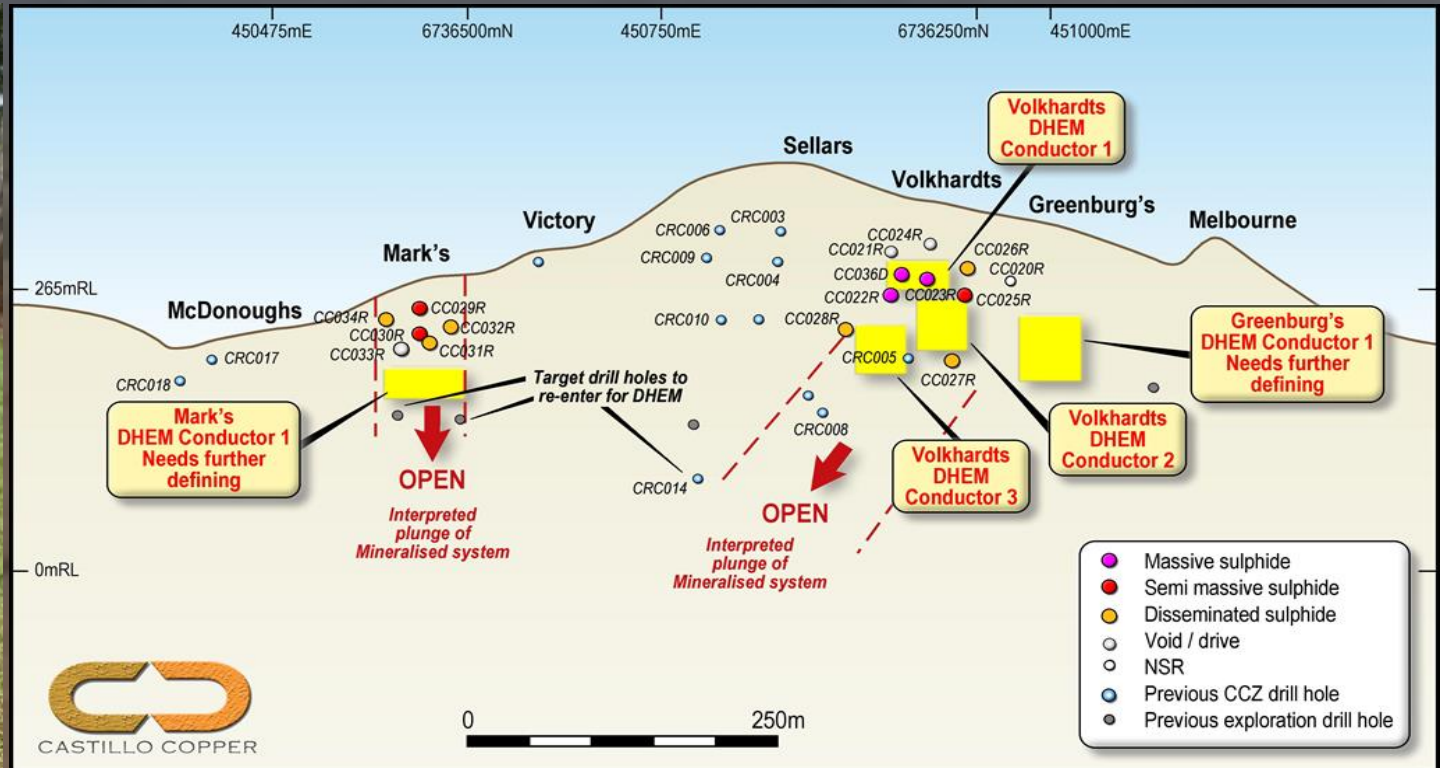 450475mE
6736500mN
450750mE
6736250mN
451000mE
Volkhardts
DHEM
Conductor 1
Sellars
Volkhardts
Greenburg's
Melbourne
Victory
Mark's
McDonoughs
265mRL
0mRL
CRC003
CRC006
CRC009
CRC004
CRC010
CC024R
CC021R
CC026R
CC036D
CC020R
CC022R
CC023R
CC025R
CC028R
CRC005
CC027R
CC029R
CC034R
CC030R
CC032R
CC033R
CC031R
CRC017
CRC018
CRC008
CRC014
Target drill holes to
re-enter for DHEM
Greenburg's
DHEM Conductor 1
Needs further
defining
Mark's
DHEM Conductor 1
Needs further
defining
Volkhardts
DHEM
Conductor 2
Volkhardts
DHEM
Conductor 3
OPEN
Interpreted
plunge of
Mineralised system
OPEN
Interpreted
plunge of
Mineralised system
Massive sulphide
Semi massive sulphide
Disseminated sulphide
Void / drive
NSR
Previous CCZ drill hole
Previous exploration drill hole
CASTILLO COPPER
0
250m